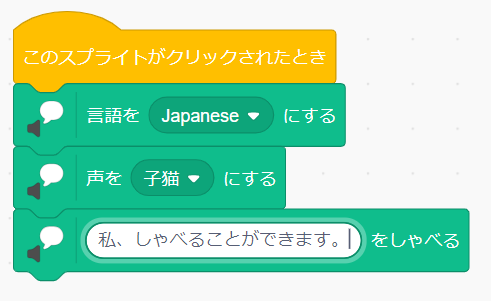 このスプライトがクリックされたとき
言語を Japanese にする
声を 子猫 にする
私、しゃべることができます。 をしゃべる